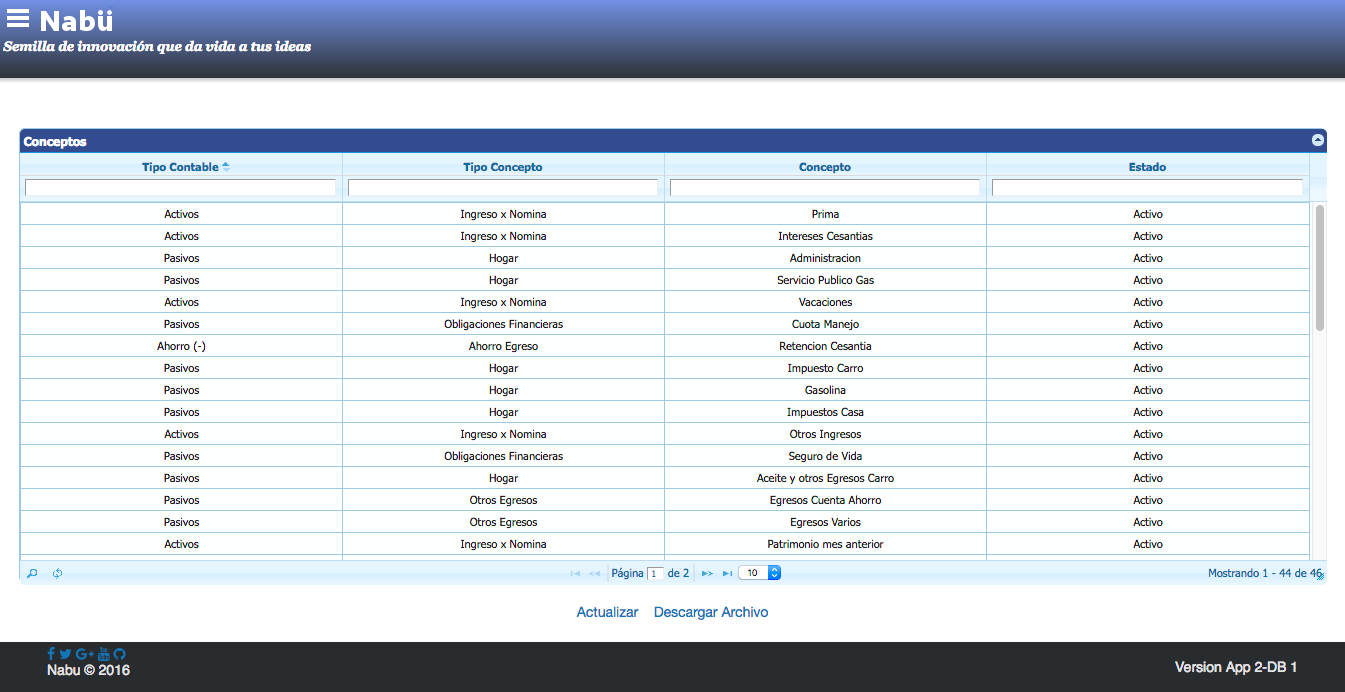 Nabü
Semilla de innovación que da vida a tus ideas
Conceptos
Tipo Contable Tipo Concepto Concepto Estado
Activos Ingreso x Nomina Prima Activo
Activos Ingreso x Nomina Intereses Cesantias Activo
Pasivos Hogar Administracion Activo
Pasivos Hogar Servicio Publico Gas Activo
Activos Ingreso x Nomina Vacaciones Activo
Pasivos Obligaciones Financieras Cuota Manejo Activo
Ahorro (-) Ahorro Egreso Retencion Cesantia Activo
Pasivos Hogar Impuesto Carro Activo
Pasivos Hogar Gasolina Activo
Pasivos Hogar Impuestos Casa Activo
Activos Ingreso x Nomina Otros Ingresos Activo
Pasivos Obligaciones Financieras Seguro de Vida Activo
Pasivos Hogar Aceite y otros Egresos Carro Activo
Pasivos Otros Egresos Egresos Cuenta Ahorro Activo
Pasivos Otros Egresos Egresos Varios Activo
Activos Ingreso x Nomina Patrimonio mes anterior Activo
Página 1 de 2 10 Mostrando 1 - 44 de 46
Actualizar Descargar Archivo
Nabu © 2016
Version App 2-DB 1